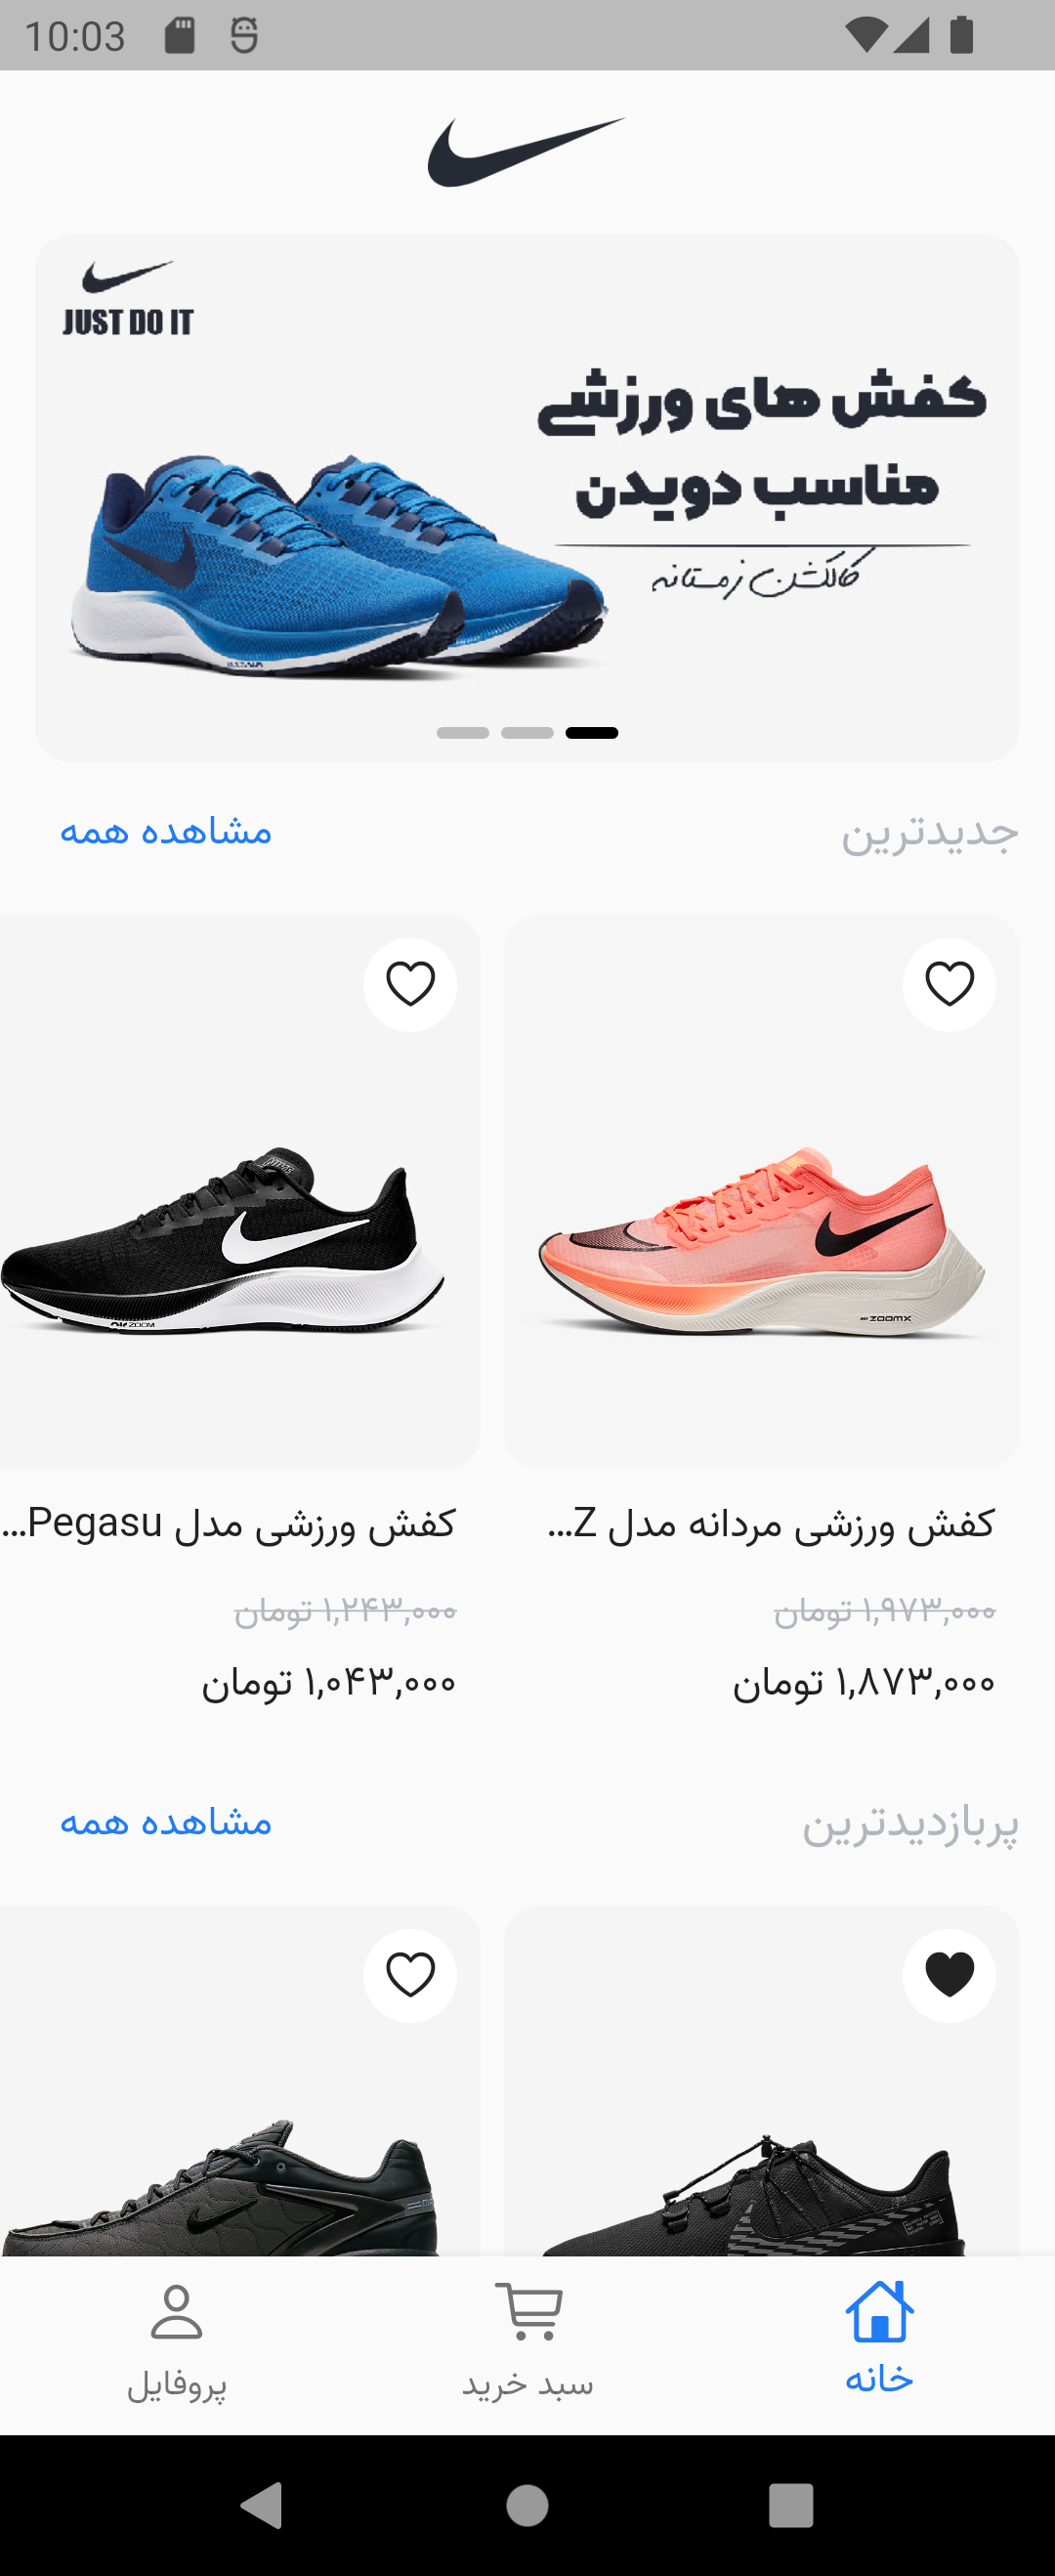 10:03
JUST DO IT
کفش های ورزشی
مناسب دویدن
کالکشن زمستانه
جدیدترین
مشاهده همه
کفش ورزشی مردانه مدل Z...
کفش ورزشی مدل Pegasu...
۱,۹۷۳,۰۰۰ تومان
۱,۲۴۳,۰۰۰ تومان
۱,۸۷۳,۰۰۰ تومان
۱,۰۴۳,۰۰۰ تومان
ZOOMX
ZOOM
پربازدیدترین
مشاهده همه
خانه
سبد خرید
پروفایل